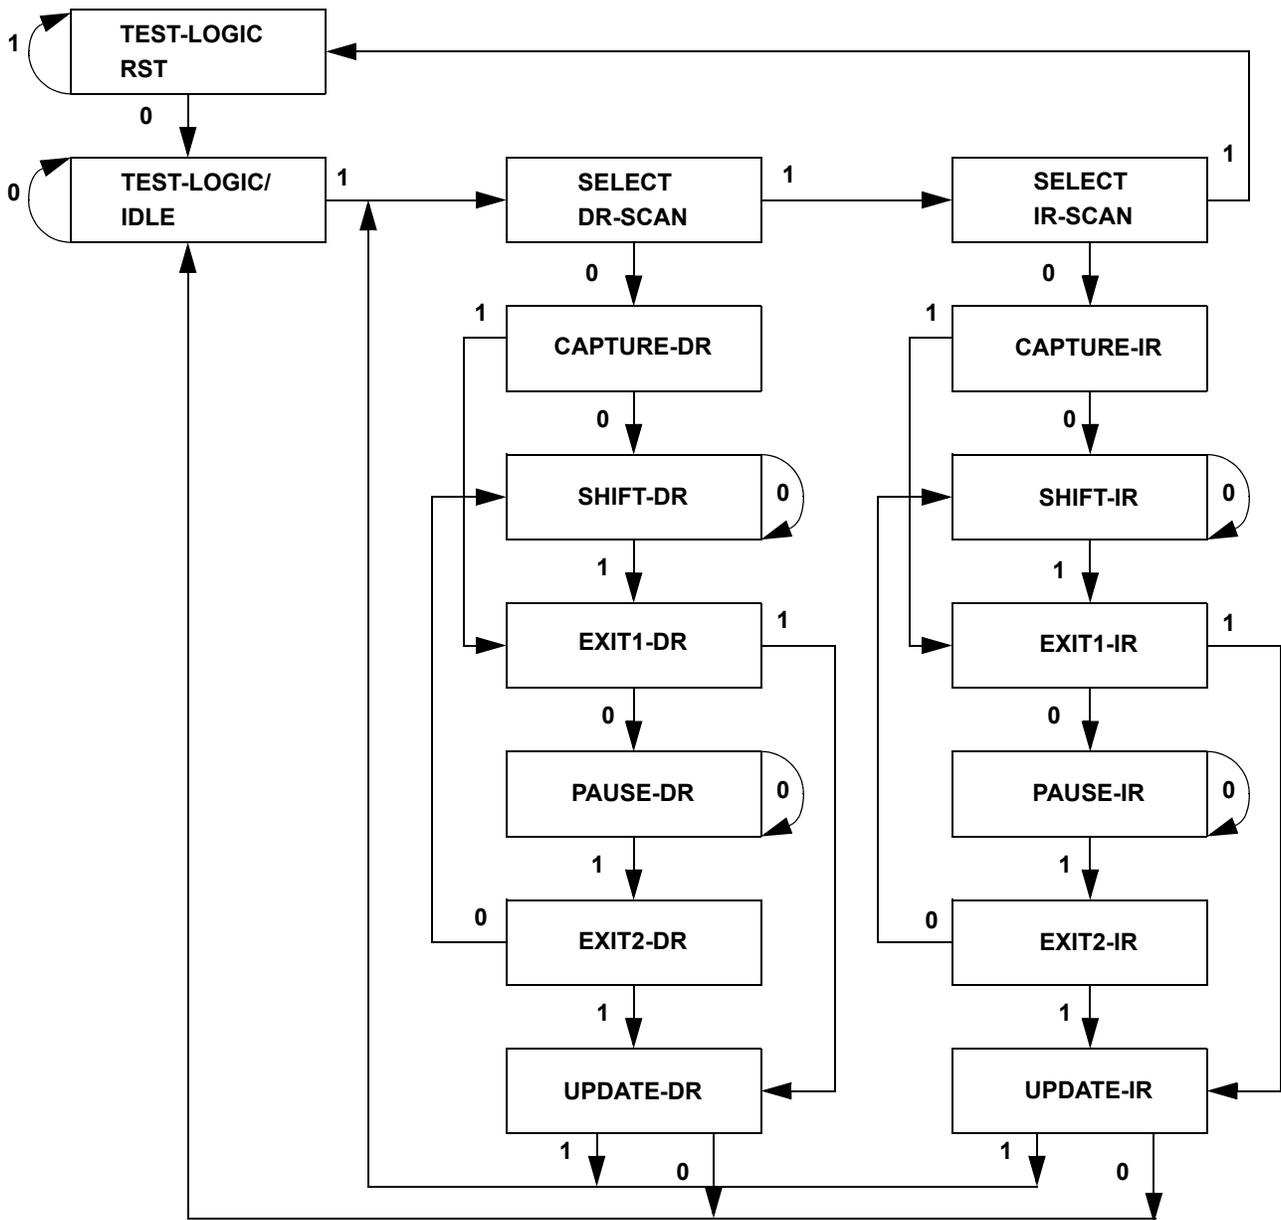 TEST-LOGIC
RST
1
0
TEST-LOGIC/
IDLE
0
1
SELECT
DR-SCAN
1
SELECT
IR-SCAN
1
0
0
1
CAPTURE-DR
1
CAPTURE-IR
0
0
SHIFT-DR
0
SHIFT-IR
0
1
1
EXIT1-DR
1
EXIT1-IR
1
0
0
PAUSE-DR
0
PAUSE-IR
0
1
1
0
EXIT2-DR
0
EXIT2-IR
1
1
UPDATE-DR
UPDATE-IR
1
0
1
0